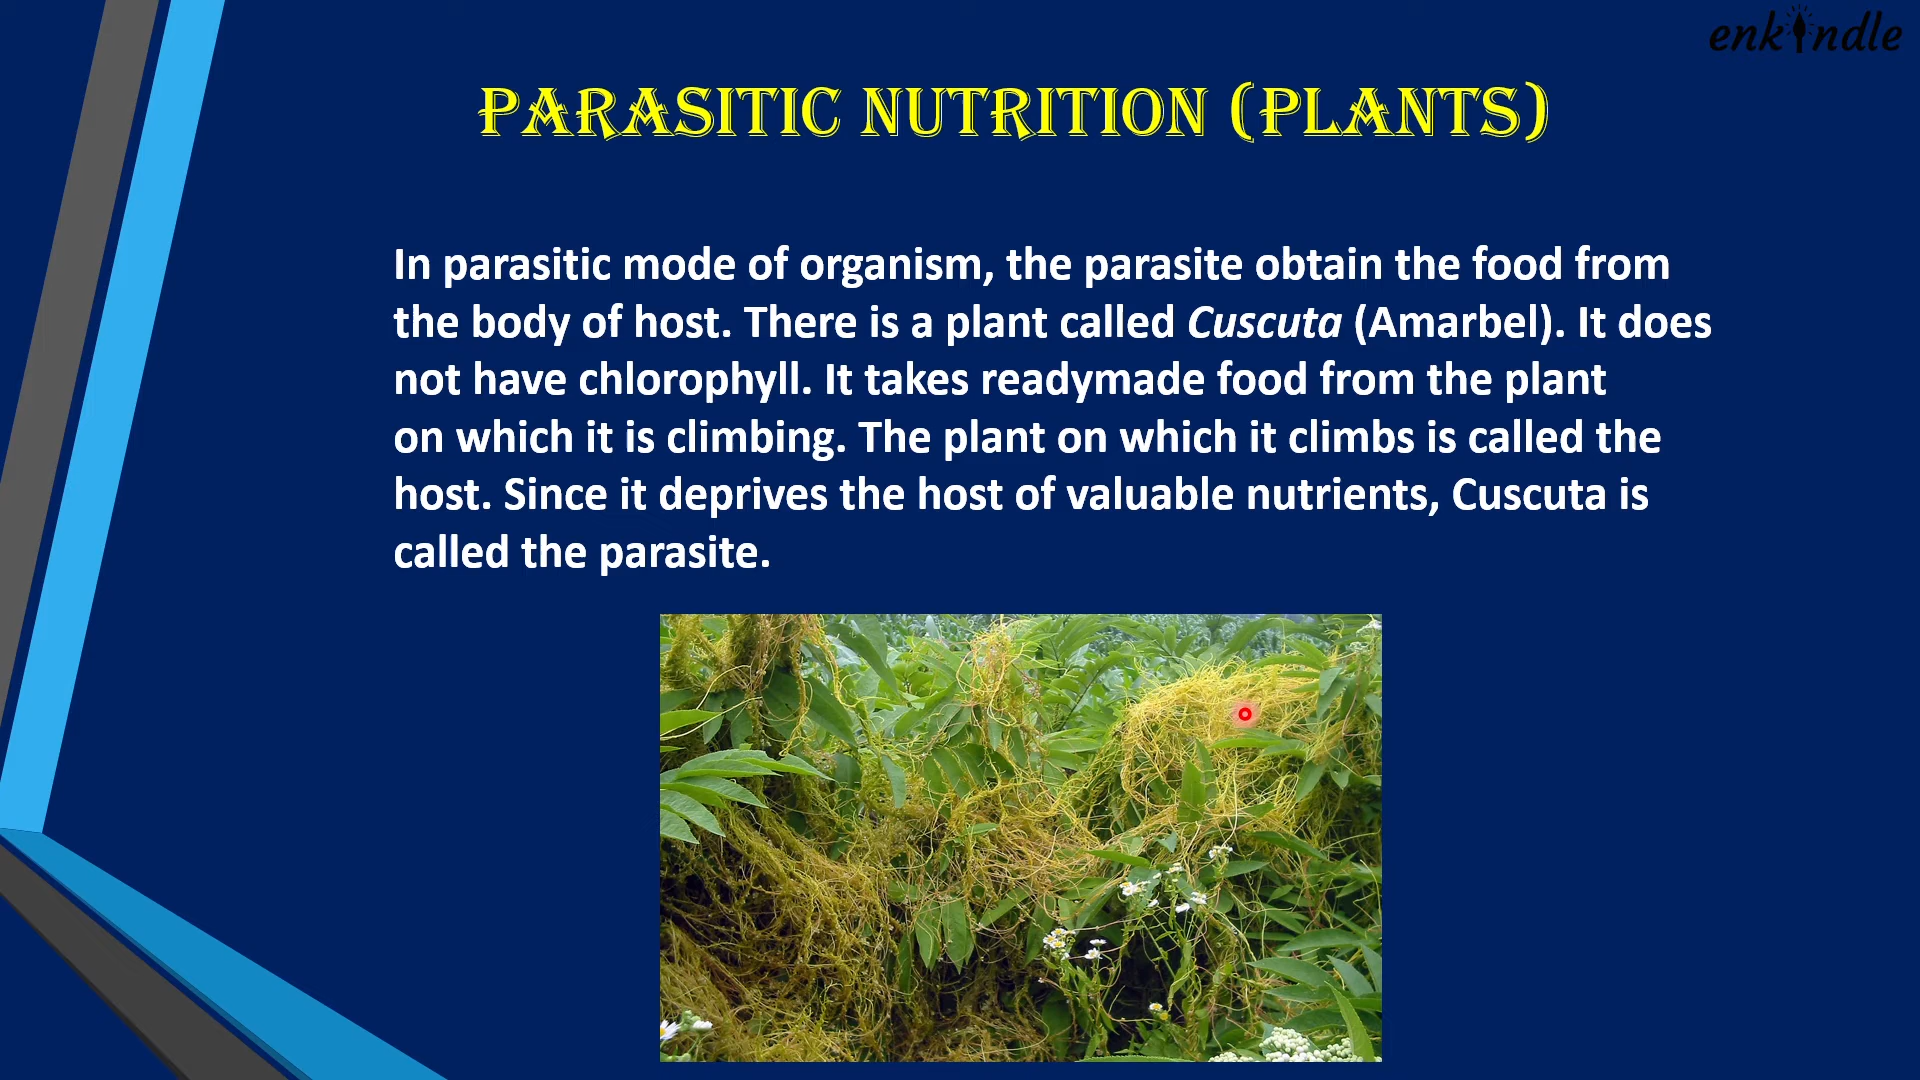 enkindle
PARASITIC NUTRITION (PLANTS)
In parasitic mode of organism, the parasite obtain the food from
the body of host. There is a plant called Cuscuta (Amarbel). It does
not have chlorophyll. It takes readymade food from the plant
on which it is climbing. The plant on which it climbs is called the
host. Since it deprives the host of valuable nutrients, Cuscuta is
called the parasite.